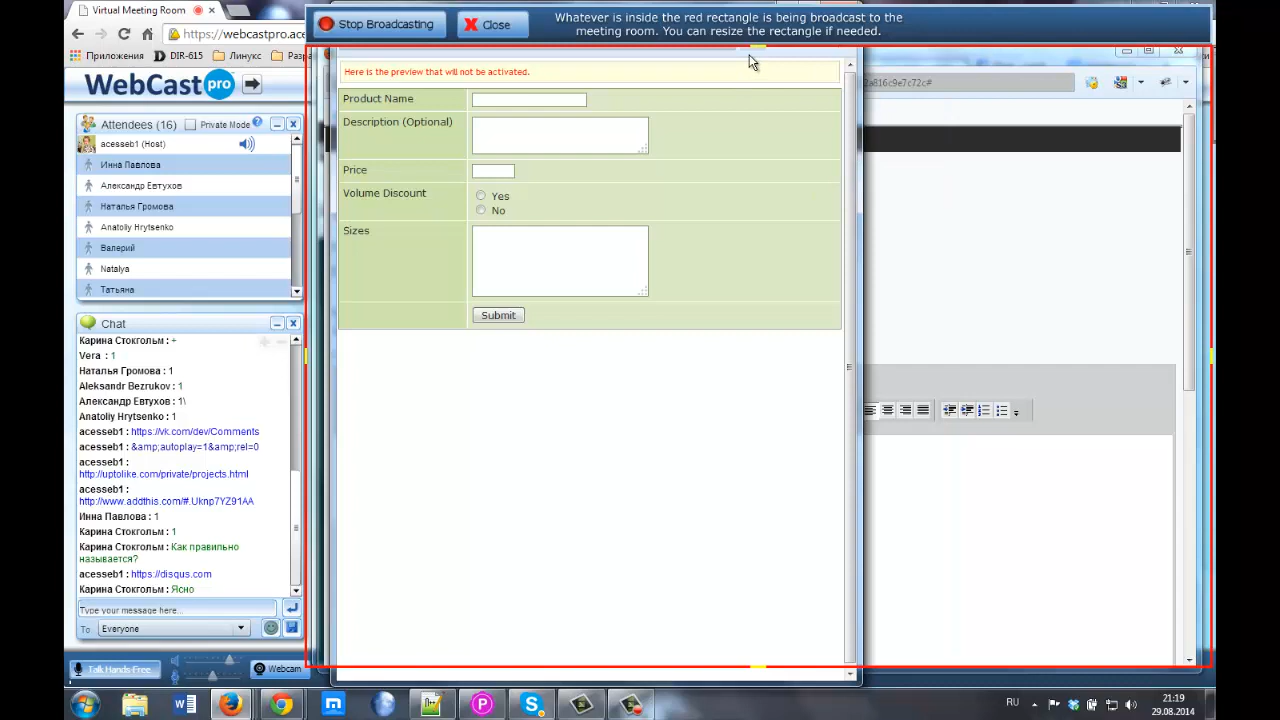 Virtual Meeting Room
Stop Broadcasting
Close
Whatever is inside the red rectangle is being broadcast to the
meeting room. You can resize the rectangle if needed.
https://webcastpro.ace
2a816c9e7c72c#
Приложения
DIR-615
Линукс
Разра
WebCast pro
Attendees (16)
Private Mode
acesseb1 (Host)
Инна Павлова
Александр Евтухов
Наталья Громова
Anatoliy Hrytsenko
Валерий
Natalya
Татьяна
Chat
Карина Стокгольм : +
Vera : 1
Наталья Громова : 1
Aleksandr Bezrukov : 1
Александр Евтухов : 1\
Anatoliy Hrytsenko : 1
acesseb1 : https://vk.com/dev/Comments
acesseb1 : &amp;autoplay=1&amp;rel=0
acesseb1 :
http://uptolike.com/private/projects.html
acesseb1 :
http://www.addthis.com/#.Uknp7YZ91AA
Инна Павлова : 1
Карина Стокгольм : 1
Карина Стокгольм : Как правильно
называется?
acesseb1 : https://disqus.com
Карина Стокгольм : Ясно
Type your message here...
To
Everyone
Talk Hands-Free
Webcam
Here is the preview that will not be activated.
Product Name
Description (Optional)
Price
Volume Discount
Yes
No
Sizes
Submit
RU
21:19
29.08.2014